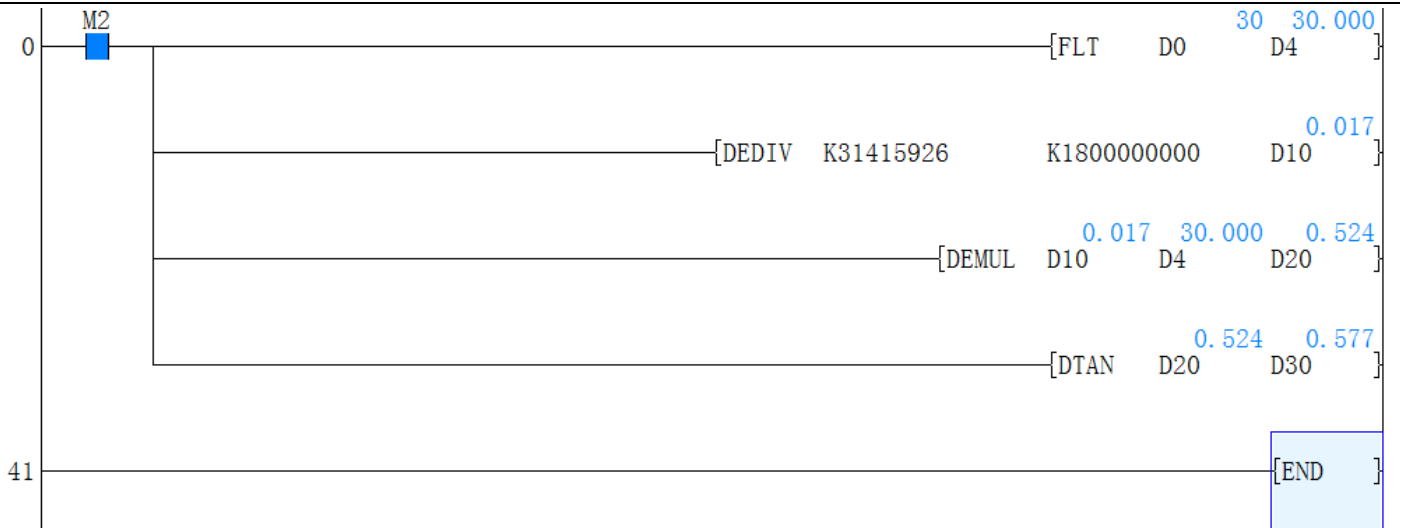 M2
30 30.000
0 [FLT D0 D4 ]
0.017
[DEDIV K31415926 K1800000000 D10 ]
0.017 30.000 0.524
[DEMUL D10 D4 D20 ]
0.524 0.577
[DTAN D20 D30 ]
41 [END ]